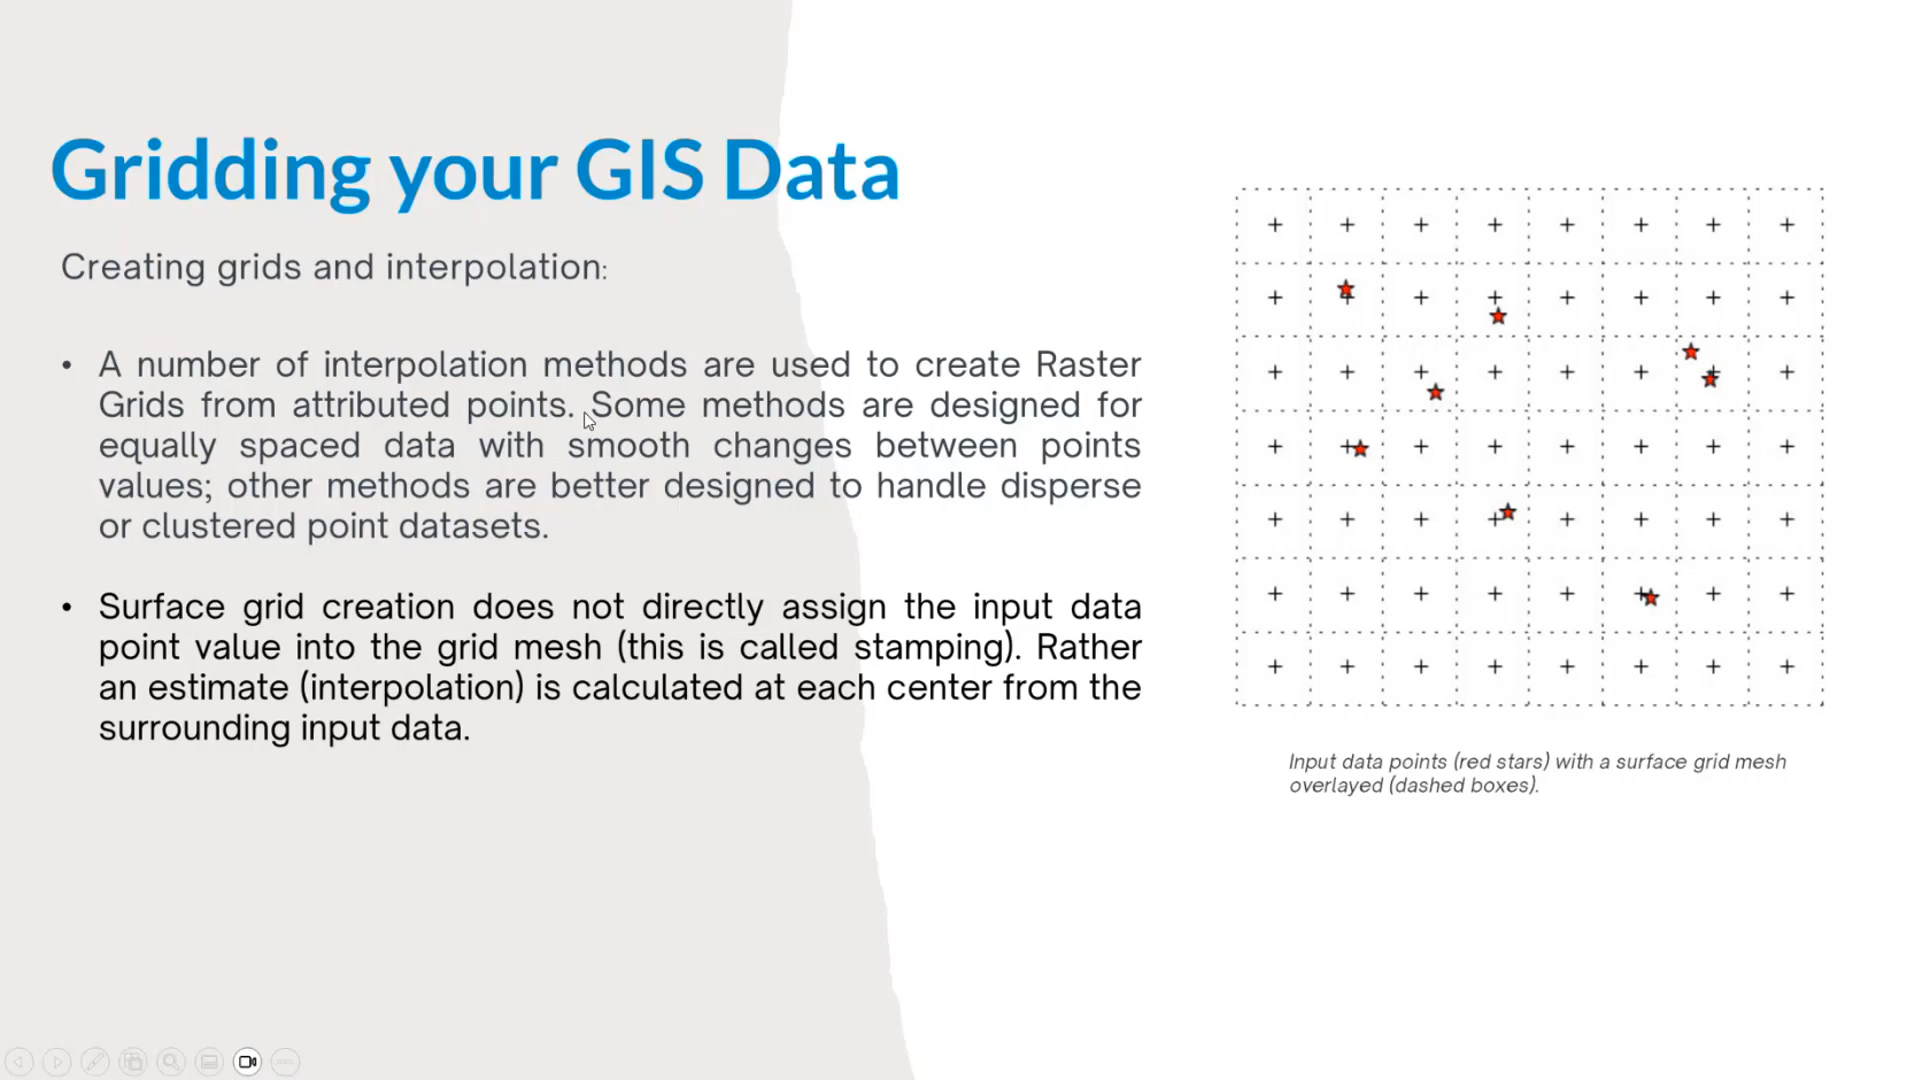 Gridding your GIS Data
Creating grids and interpolation:
• A number of interpolation methods are used to create Raster
Grids from attributed points. Some methods are designed for
equally spaced data with smooth changes between points
values; other methods are better designed to handle disperse
or clustered point datasets.
• Surface grid creation does not directly assign the input data
point value into the grid mesh (this is called stamping). Rather
an estimate (interpolation) is calculated at each center from the
surrounding input data.
Input data points (red stars) with a surface grid mesh
overlayed (dashed boxes).